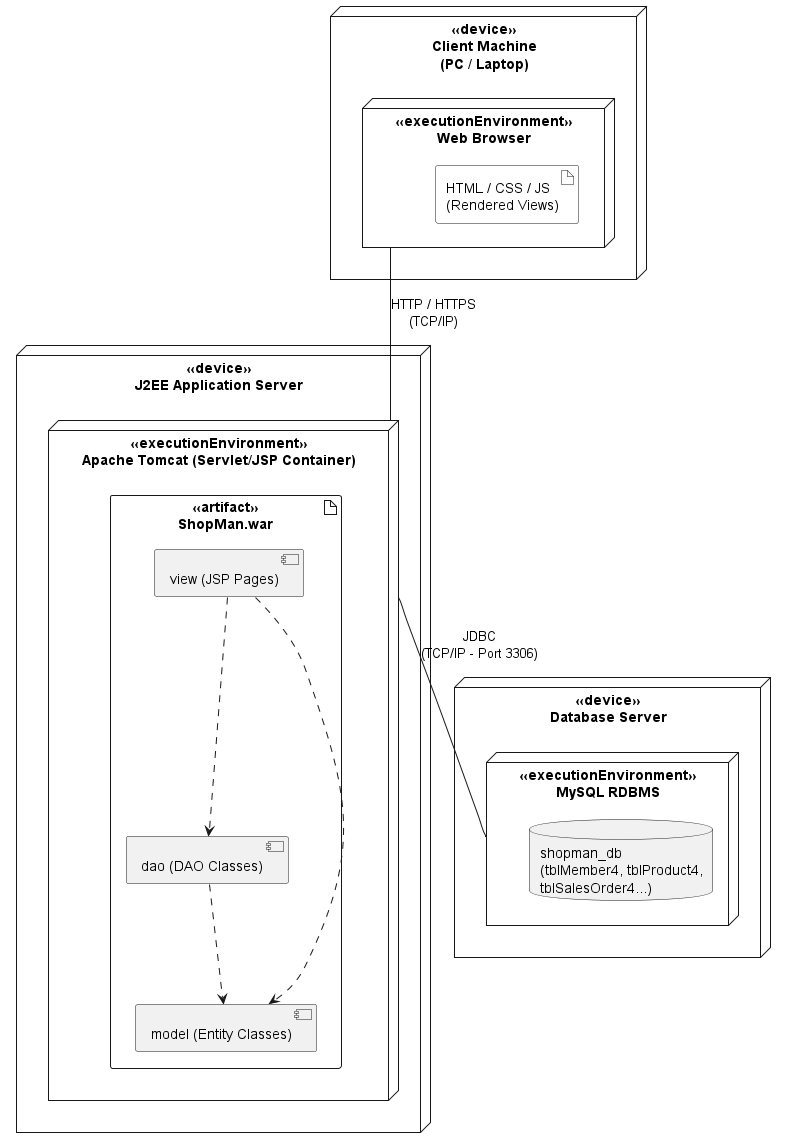 «device»
Client Machine
(PC / Laptop)
«executionEnvironment»
Web Browser
HTML / CSS / JS
(Rendered Views)
HTTP / HTTPS
(TCP/IP)
«device»
J2EE Application Server
«executionEnvironment»
Apache Tomcat (Servlet/JSP Container)
«artifact»
ShopMan.war
view (JSP Pages)
JDBC
(TCP/IP - Port 3306)
«device»
Database Server
«executionEnvironment»
MySQL RDBMS
shopman_db
(tblMember4, tblProduct4,
tblSalesOrder4...)
dao (DAO Classes)
model (Entity Classes)